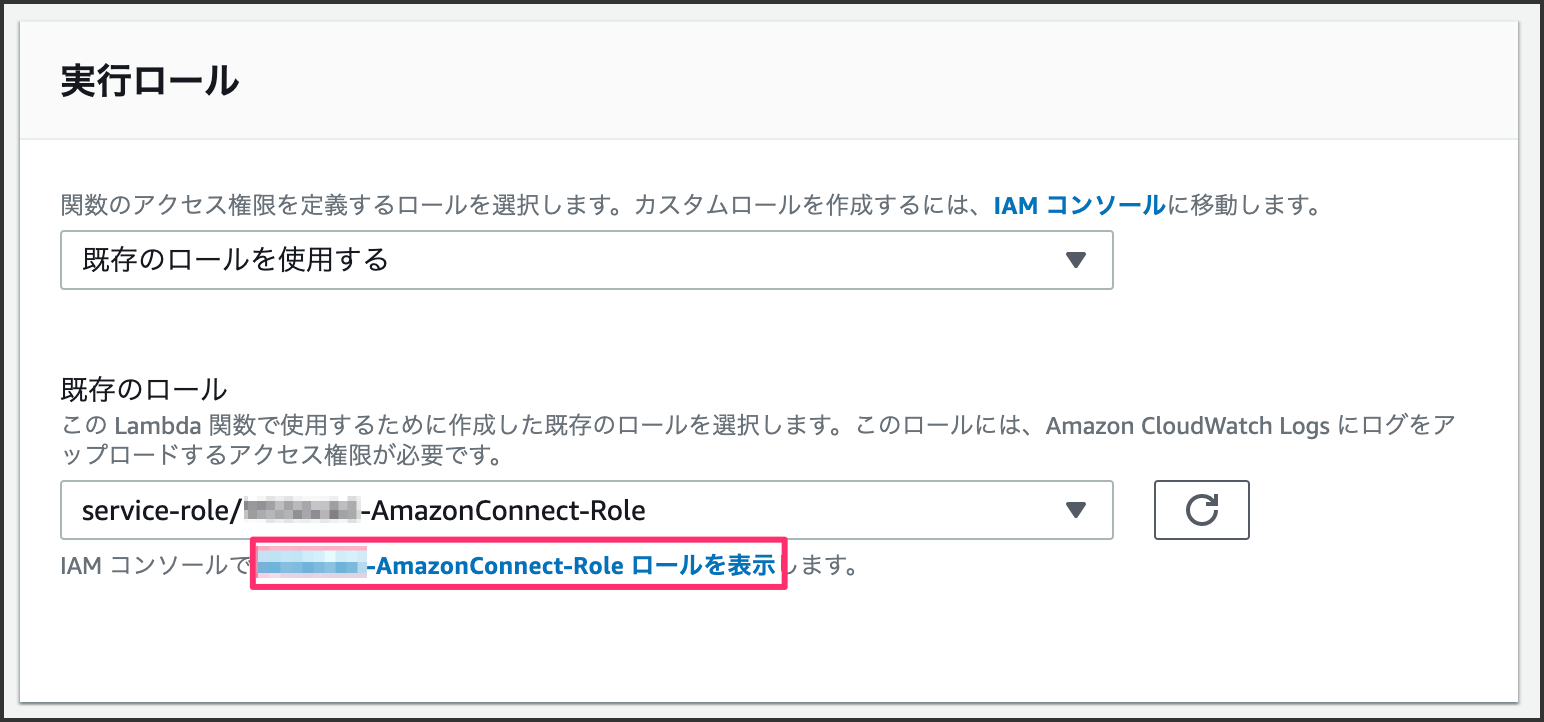 実行ロール
関数のアクセス権限を定義するロールを選択します。カスタムロールを作成するには、IAM コンソールに移動します。
既存のロールを使用する
既存のロール
この Lambda 関数で使用するために作成した既存のロールを選択します。このロールには、Amazon CloudWatch Logs にログをア
ップロードするアクセス権限が必要です。
service-role/-AmazonConnect-Role
IAM コンソールで-AmazonConnect-Role ロールを表示します。